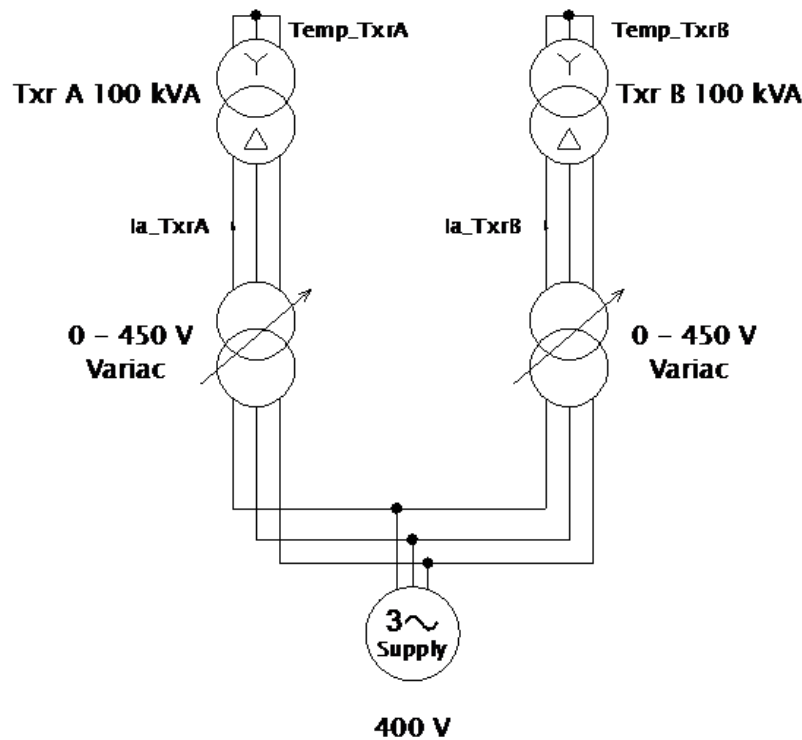 Temp_TxrA
Temp_TxrB
Txr A 100 kVA
Txr B 100 kVA
Ia_TxrA
Ia_TxrB
0 – 450 V
Variac
0 – 450 V
Variac
3
Supply
400 V